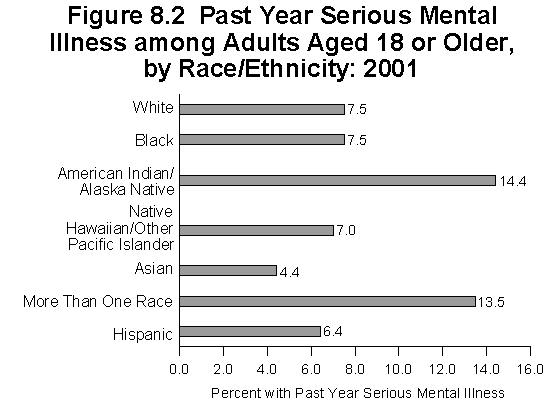 Figure 8.2  Past Year Serious Mental
Illness among Adults Aged 18 or Older,
by Race/Ethnicity: 2001
White
7.5
Black
7.5
American Indian/
Alaska Native
14.4
Native
Hawaiian/Other
Pacific Islander
7.0
Asian
4.4
More Than One Race
13.5
Hispanic
6.4
0.0 2.0 4.0 6.0 8.0 10.0 12.0 14.0 16.0
Percent with Past Year Serious Mental Illness